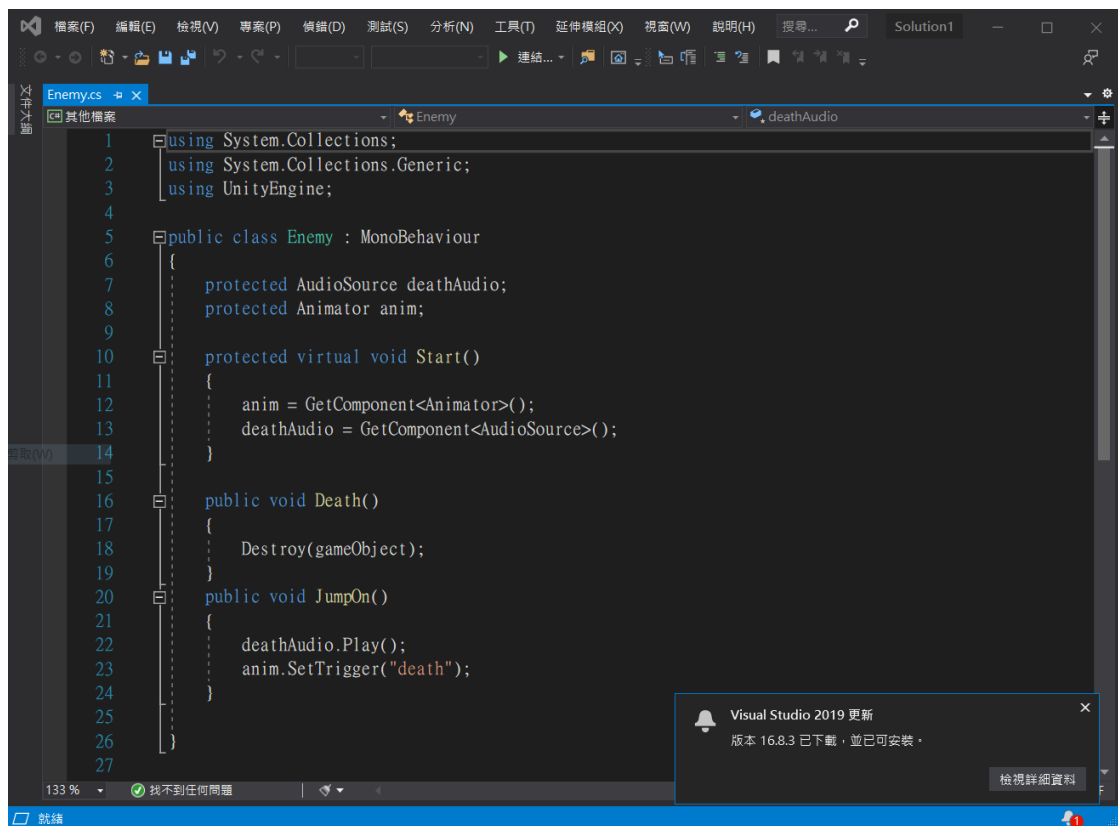 檔案(F) 編輯(E) 檢視(V) 專案(P) 偵錯(D) 測試(S) 分析(N) 工具(T) 延伸模組(X) 視窗(W) 說明(H) 搜尋... Solution1
連結...
文件大綱
Enemy.cs
C# 其他檔案 Enemy deathAudio
1 using System.Collections;
2 using System.Collections.Generic;
3 using UnityEngine;
4
5 public class Enemy : MonoBehaviour
6 {
7 protected AudioSource deathAudio;
8 protected Animator anim;
9
10 protected virtual void Start()
11 {
12 anim = GetComponent<Animator>();
13 deathAudio = GetComponent<AudioSource>();
14 }
15
16 public void Death()
17 {
18 Destroy(gameObject);
19 }
20 public void JumpOn()
21 {
22 deathAudio.Play();
23 anim.SetTrigger("death");
24 }
25
26 }
27
Visual Studio 2019 更新
版本 16.8.3 已下載，並已可安裝。
檢視詳細資料
133 % 找不到任何問題
就緒 1